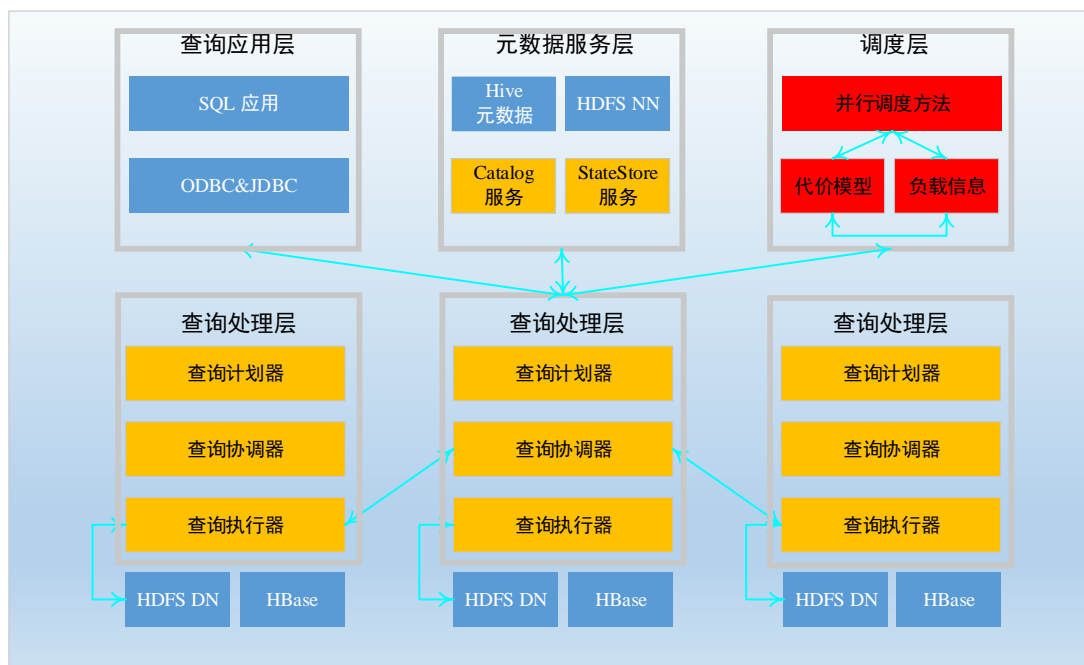 查询应用层
SQL 应用
ODBC&JDBC
元数据服务层
Hive
元数据
HDFS NN
Catalog
服务
StateStore
服务
调度层
并行调度方法
代价模型
负载信息
查询处理层
查询计划器
查询协调器
查询执行器
HDFS DN
HBase
查询处理层
查询计划器
查询协调器
查询执行器
HDFS DN
HBase
查询处理层
查询计划器
查询协调器
查询执行器
HDFS DN
HBase